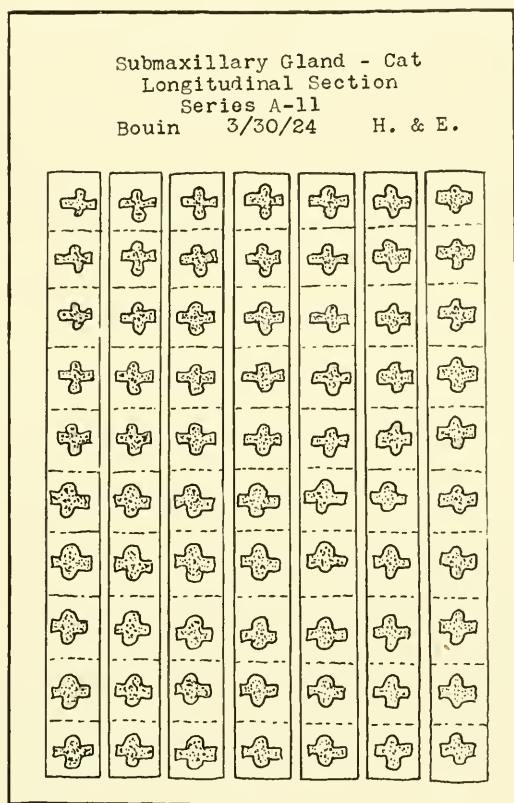 Submaxillary Gland - Cat
Longitudinal Section
Series A-11
Bouin 3/30/24 H. & E.